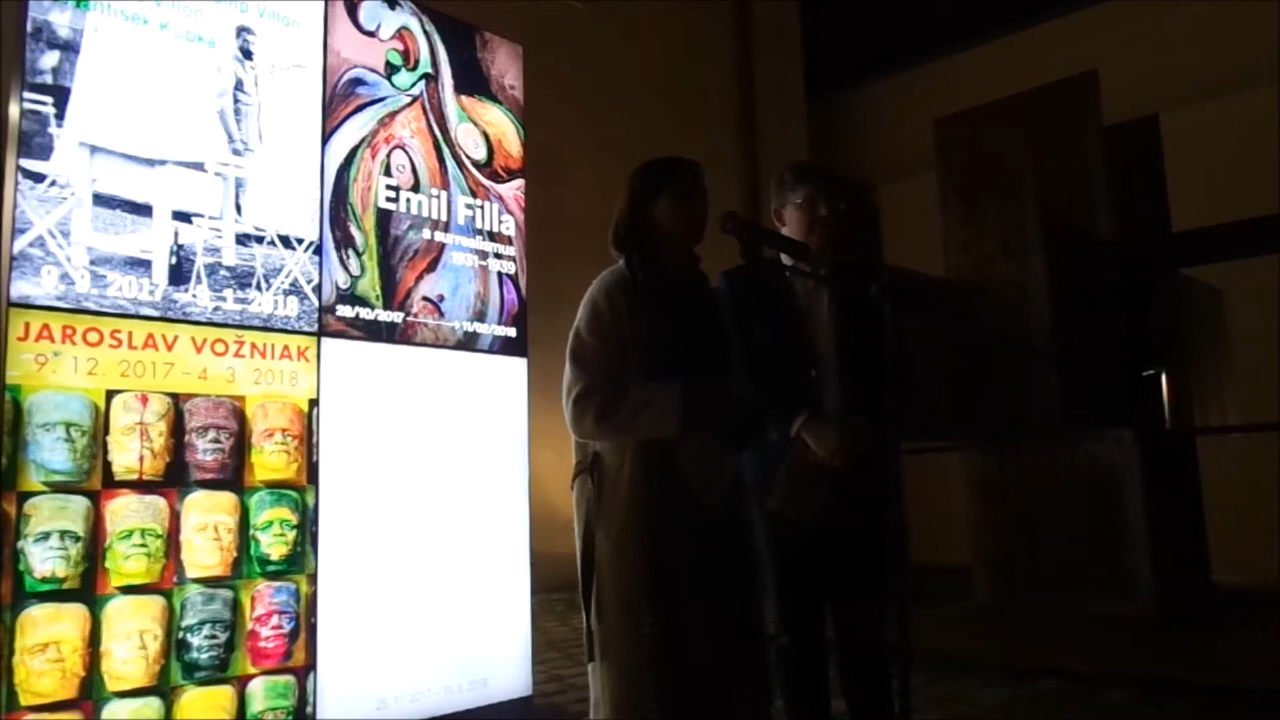 Villon
František Kupka
9. 9. 2017 – 9. 1. 2018
Emil Filla
a surrealismus
1931–1939
28/10/2017 11/02/2018
JAROSLAV VOŽNIAK
9. 12. 2017 – 4 3 2018